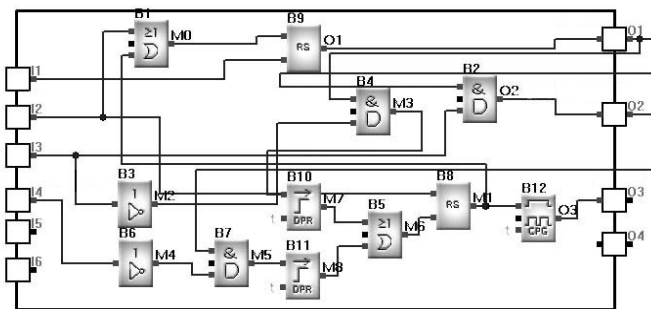 B1
≥1
M0
B9
RS
O1
O1
I1
B4
&
M3
B2
&
O2
I2
O2
I3
B3
1
M2
B10
DPR
t
M7
B8
RS
M1
B12
CPG
t
O3
O3
I4
B6
1
M4
B7
&
M5
B11
DPR
t
M8
B5
≥1
M6
I5
O4
I6